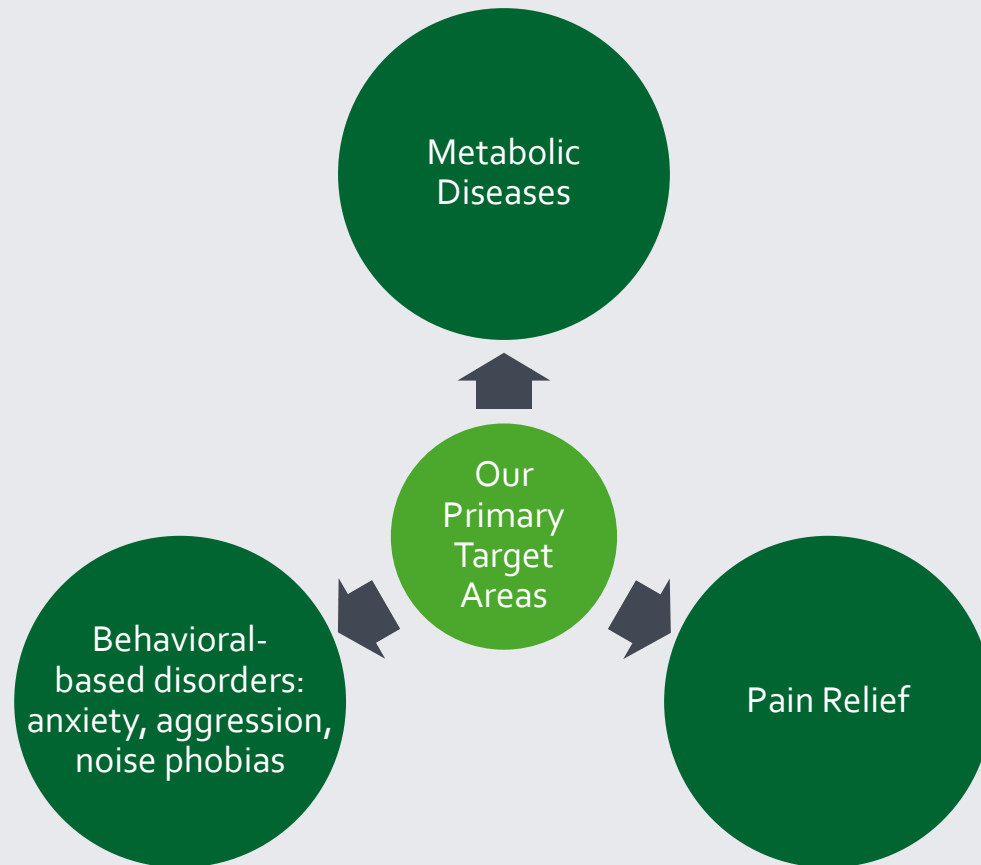 Metabolic
Diseases
Our
Primary
Target
Areas
Behavioral-
based disorders:
anxiety, aggression,
noise phobias
Pain Relief